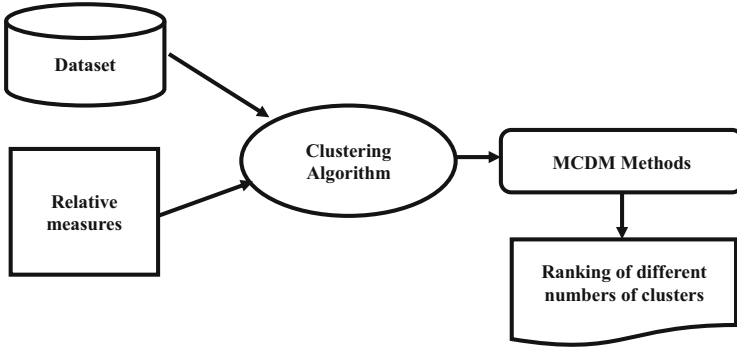 Dataset
Clustering
Algorithm
MCDM Methods
Relative
measures
Ranking of different
numbers of clusters